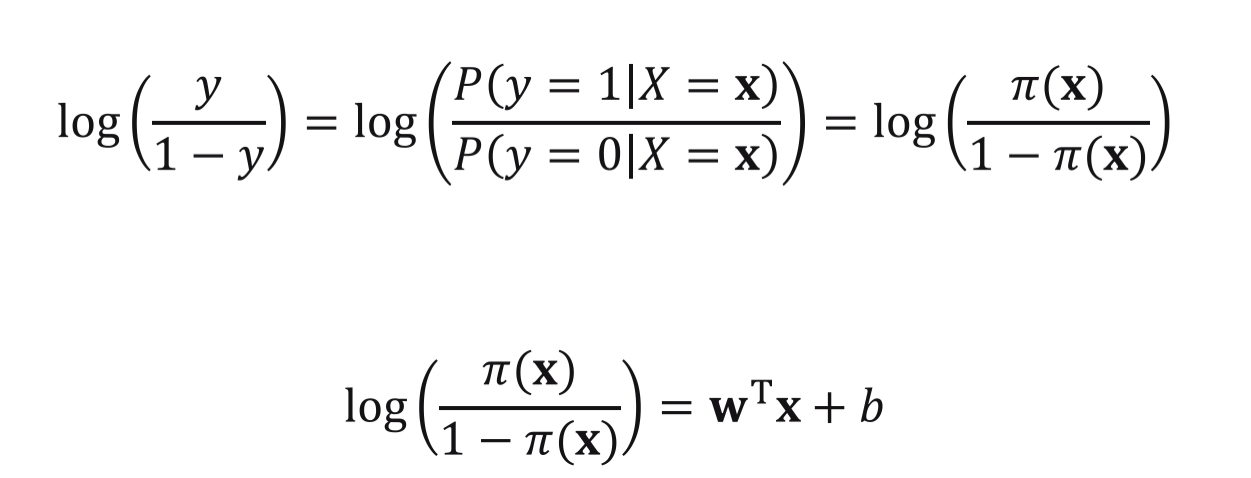 log(y / 1 − y) = log(P(y = 1|X = 𝐱) / P(y = 0|X = 𝐱)) = log(π(𝐱) / 1 − π(𝐱))
log(π(𝐱) / 1 − π(𝐱)) = 𝐰ᵀ𝐱 + b